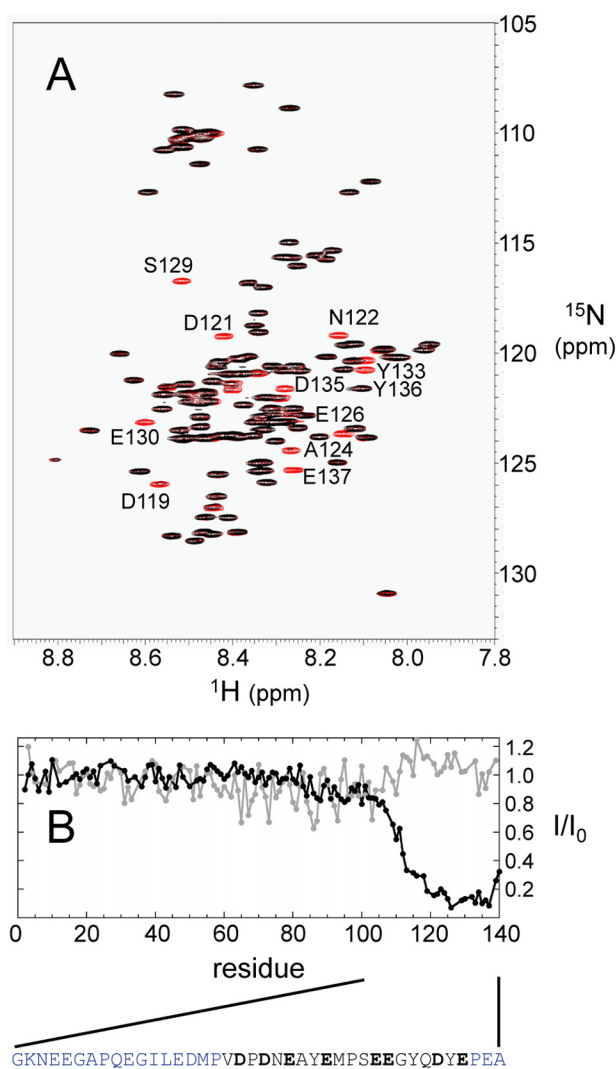 A
105
110
S129
115
N122
D121
15N
(ppm)
120
Y133
D135
Y136
E126
E130
A124
125
E137
D119
130
8.8 8.6 8.4 8.2 8.0 7.8
1H (ppm)
1.2
1.0
0.8
B
I/I0
0.6
0.4
0.2
0 20 40 60 80 100 120 140
residue
GKNEEGAPQEGILEDMPVDPDNEAYEMPSEEGYQDYEPEA